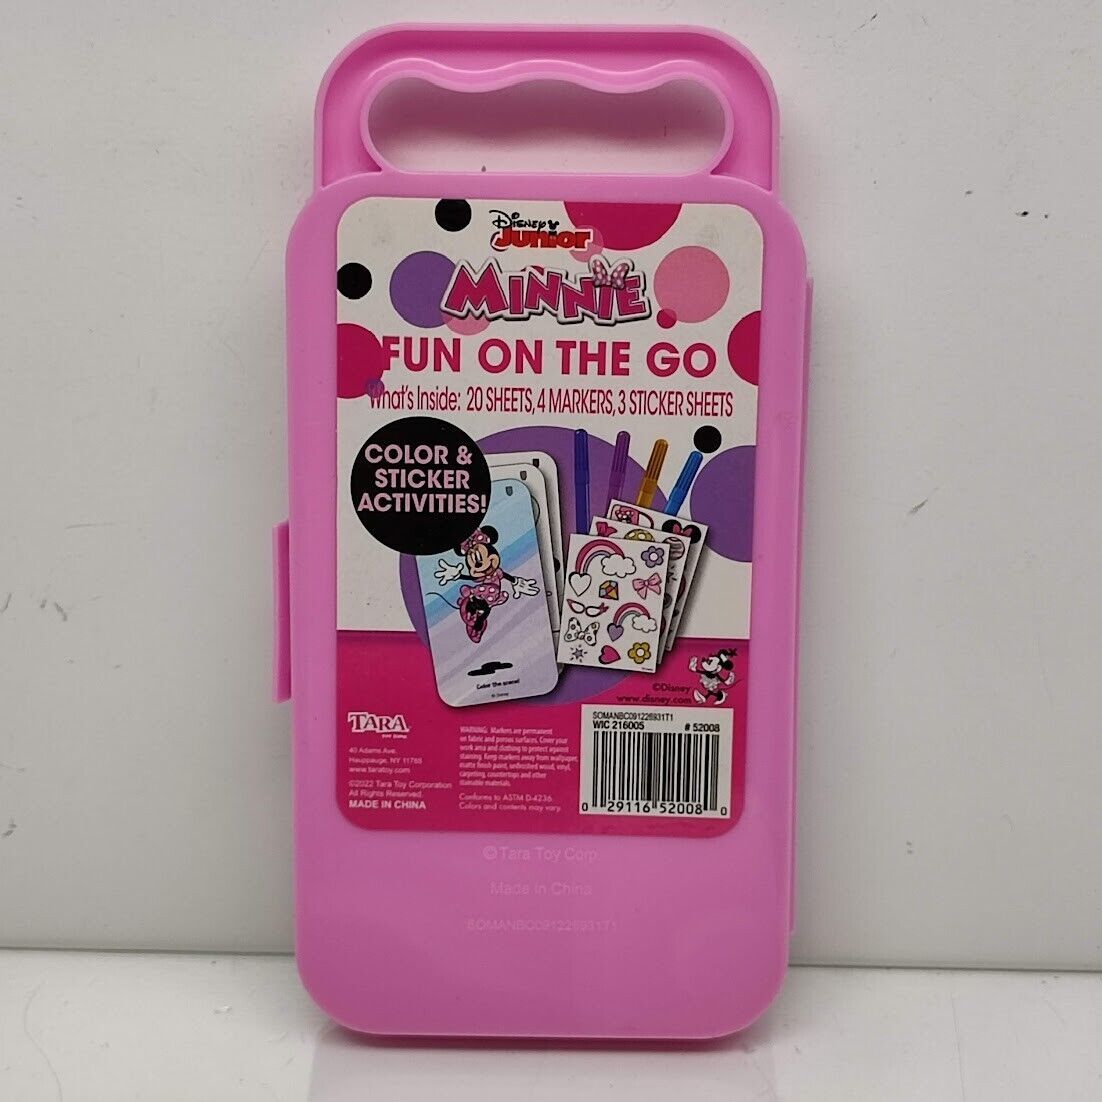 Disney
Junior
MINNIE
FUN ON THE GO
What's Inside: 20 SHEETS, 4 MARKERS, 3 STICKER SHEETS
COLOR &
STICKER
ACTIVITIES!
Color the scene!
© Disney
©Disney
www.disney.com
TARA
40 Adams Ave.
Hauppauge, NY 11788
www.taratoy.com
©2022 Tara Toy Corporation
All Rights Reserved.
MADE IN CHINA
WARNING: Markers are permanent
on fabric and porous surfaces. Cover your
work area and clothing to protect against
staining. Keep markers away from wallpaper,
matte finish paint, unfinished wood, vinyl,
carpeting, countertops and other
stainable materials.
Conforms to ASTM D-4236.
Colors and contents may vary.
SOMANBC091226931T1
WIC 216005 # 52008
0 29116 52008 0
© Tara Toy Corp.
Made in China
SOMANBC091226931T1